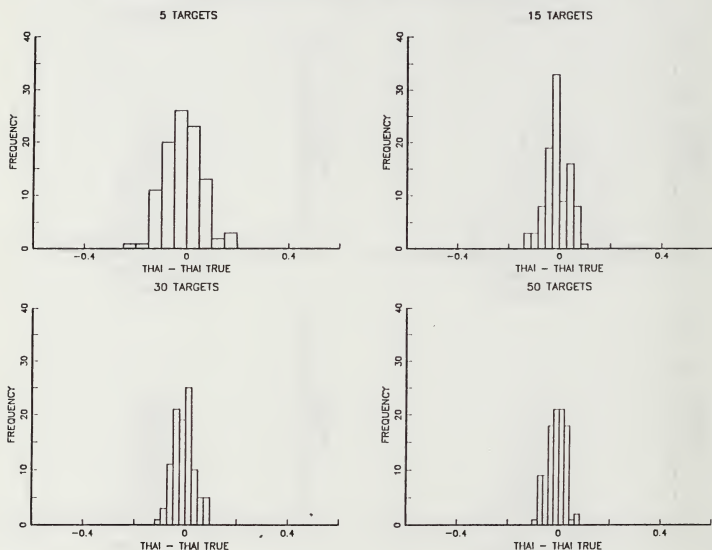 5 TARGETS
FREQUENCY
0 10 20 30 40
-0.4 0.4
THAI - THAI TRUE
15 TARGETS
FREQUENCY
0 10 20 30 40
-0.4 0.4
THAI - THAI TRUE
30 TARGETS
FREQUENCY
0 10 20 30 40
-0.4 0 0.4
THAI - THAI TRUE
50 TARGETS
FREQUENCY
0 10 20 30 40
-0.4 0 0.4
THAI - THAI TRUE